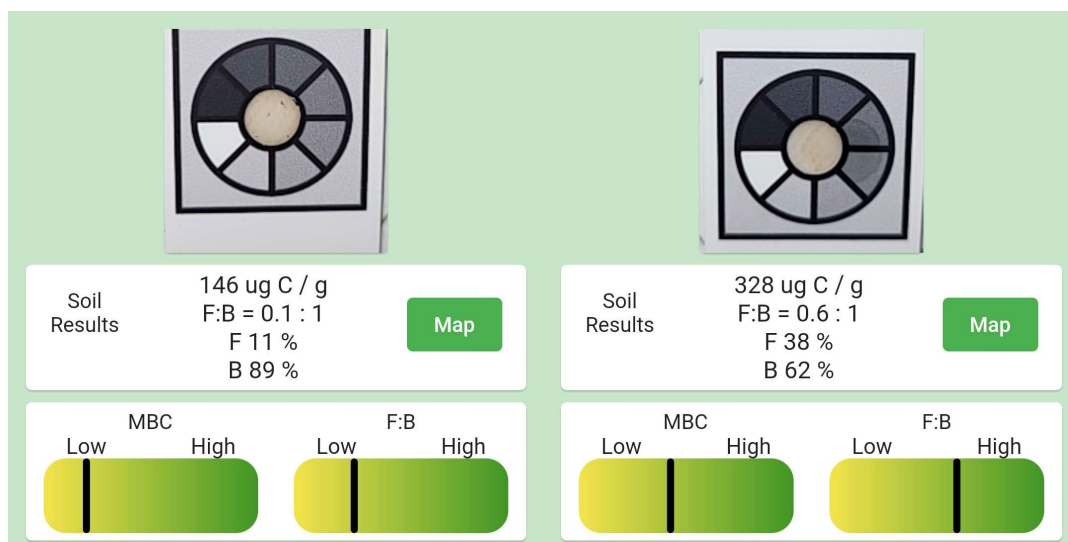 Soil
Results
146 ug C / g
F:B = 0.1 : 1
F 11 %
B 89 %
Map
MBC
Low High
F:B
Low High
Soil
Results
328 ug C / g
F:B = 0.6 : 1
F 38 %
B 62 %
Map
MBC
Low High
F:B
Low High